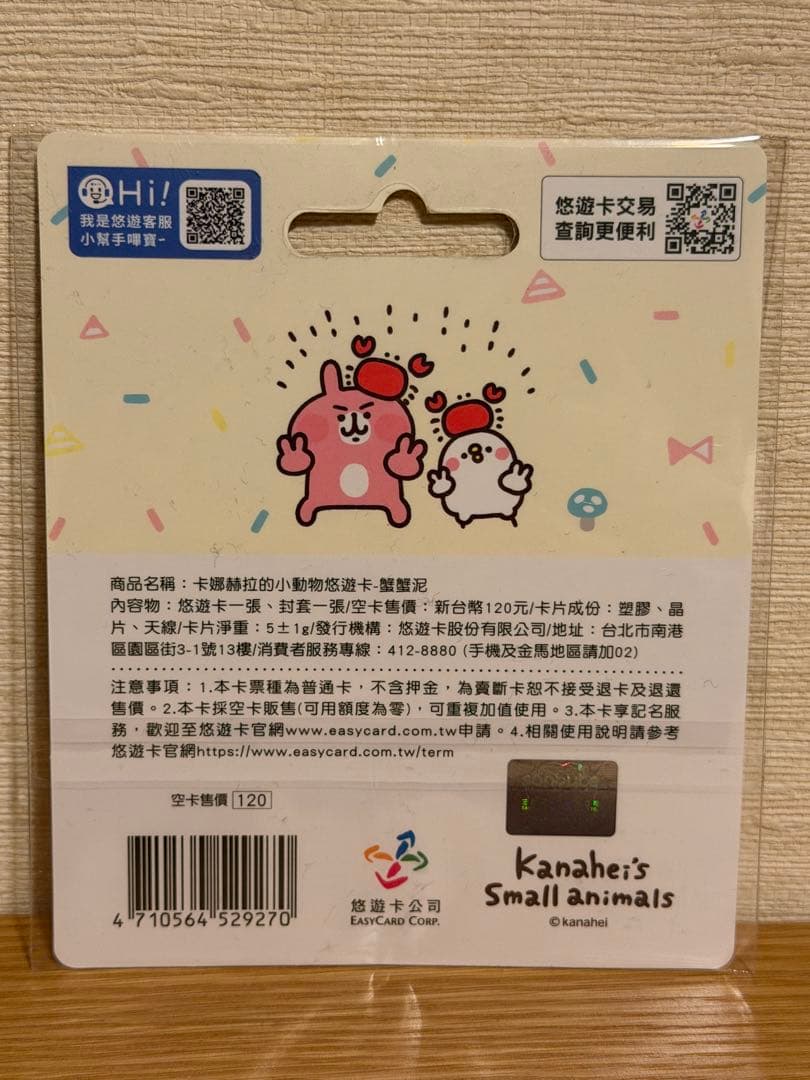 Hi!
我是悠遊客服
小幫手嗶寶~
悠遊卡交易
查詢更便利
商品名稱：卡娜赫拉的小動物悠遊卡-蟹蟹泥
內容物：悠遊卡一張、封套一張/空卡售價：新台幣120元/卡片成份：塑膠、晶
片、天線/卡片淨重：5±1g/發行機構：悠遊卡股份有限公司/地址：台北市南港
區園區街3-1號13樓/消費者服務專線：412-8880 (手機及金馬地區請加02)
注意事項：1.本卡票種為普通卡，不含押金，為賣斷卡恕不接受退卡及退還
售價。2.本卡採空卡販售(可用額度為零)，可重複加值使用。3.本卡享記名服
務，歡迎至悠遊卡官網www.easycard.com.tw申請。4.相關使用說明請參考
悠遊卡官網https://www.easycard.com.tw/term
空卡售價 120
4 710564 529270
悠遊卡公司
EASYCARD CORP.
Kanahei's
Small animals
©kanahei